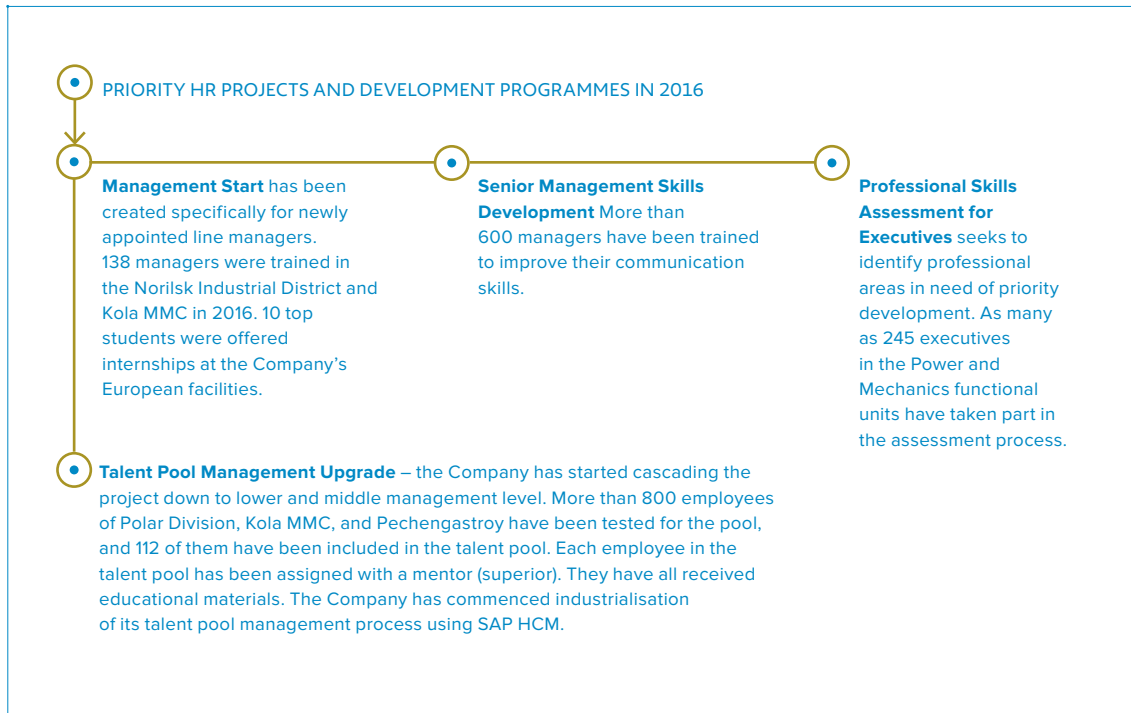 PRIORITY HR PROJECTS AND DEVELOPMENT PROGRAMMES IN 2016
Management Start has been
created specifically for newly
appointed line managers.
138 managers were trained in
the Norilsk Industrial District and
Kola MMC in 2016. 10 top
students were offered
internships at the Company's
European facilities.
Senior Management Skills
Development More than
600 managers have been trained
to improve their communication
skills.
Professional Skills
Assessment for
Executives seeks to
identify professional
areas in need of priority
development. As many
as 245 executives
in the Power and
Mechanics functional
units have taken part in
the assessment process.
Talent Pool Management Upgrade – the Company has started cascading the
project down to lower and middle management level. More than 800 employees
of Polar Division, Kola MMC, and Pechengastroy have been tested for the pool,
and 112 of them have been included in the talent pool. Each employee in the
talent pool has been assigned with a mentor (superior). They have all received
educational materials. The Company has commenced industrialisation
of its talent pool management process using SAP HCM.